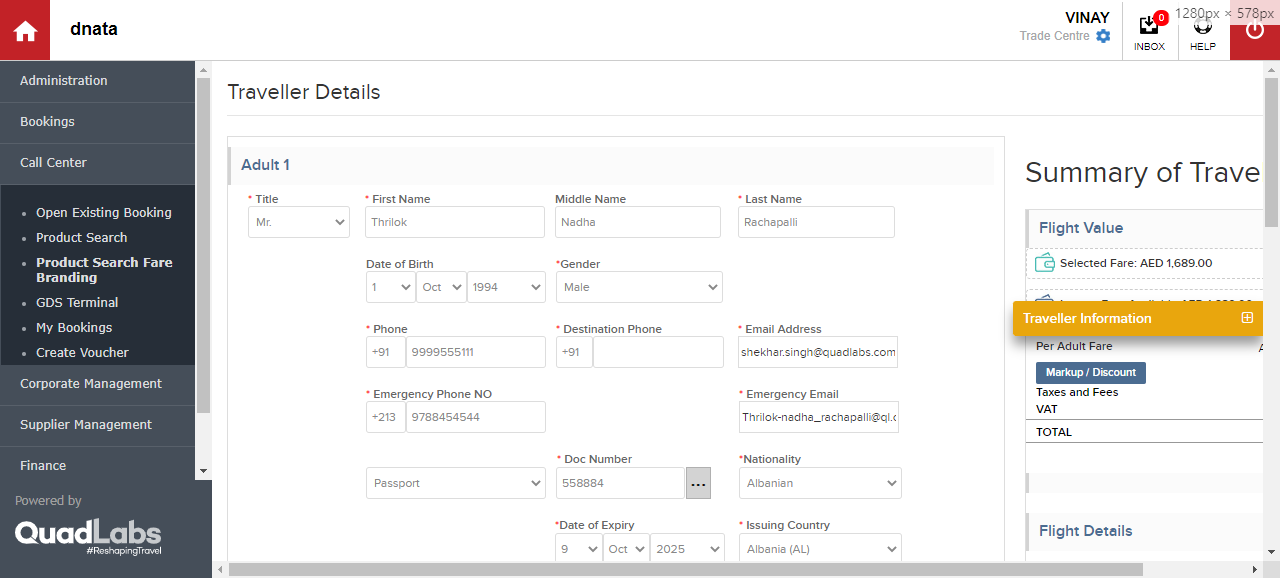 dnata
VINAY
Trade Centre
0
INBOX
HELP
1280px × 578px
Administration
Bookings
Call Center
Open Existing Booking
Product Search
Product Search Fare
Branding
GDS Terminal
My Bookings
Create Voucher
Corporate Management
Supplier Management
Finance
Powered by
QuadLabs
#ReshapingTravel
Traveller Details
Adult 1
* Title
* First Name
Middle Name
* Last Name
Mr.
Thrilok
Nadha
Rachapalli
Date of Birth
*Gender
1
Oct
1994
Male
* Phone
* Destination Phone
* Email Address
+91
9999555111
+91
shekhar.singh@quadlabs.com
* Emergency Phone NO
* Emergency Email
+213
9788454544
Thrilok-nadha_rachapalli@ql.c
* Doc Number
*Nationality
Passport
558884
...
Albanian
*Date of Expiry
* Issuing Country
9
Oct
2025
Albania (AL)
Summary of Trave
Flight Value
Selected Fare: AED 1,689.00
Traveller Information
Per Adult Fare
A
Markup / Discount
Taxes and Fees
VAT
TOTAL
Flight Details